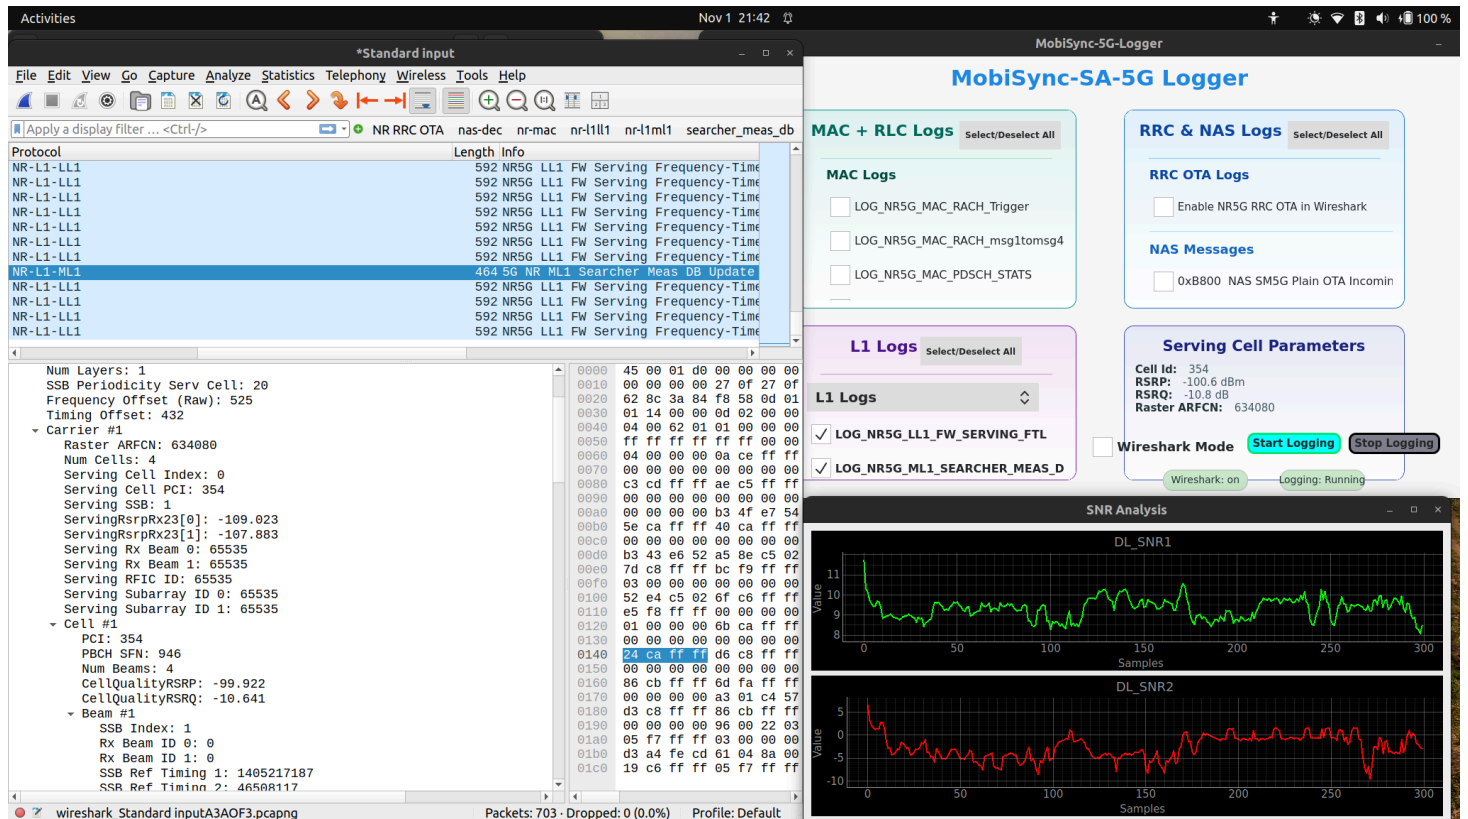 Activities
Nov 1 21:42
100 %
*Standard input
File Edit View Go Capture Analyze Statistics Telephony Wireless Tools Help
Apply a display filter … <Ctrl-/>
NR RRC OTA nas-dec nr-mac nr-l1ll1 nr-l1ml1 searcher_meas_db
Protocol Length Info
NR-L1-LL1 592 NR5G LL1 FW Serving Frequency-Time
NR-L1-LL1 592 NR5G LL1 FW Serving Frequency-Time
NR-L1-LL1 592 NR5G LL1 FW Serving Frequency-Time
NR-L1-LL1 592 NR5G LL1 FW Serving Frequency-Time
NR-L1-LL1 592 NR5G LL1 FW Serving Frequency-Time
NR-L1-LL1 592 NR5G LL1 FW Serving Frequency-Time
NR-L1-LL1 592 NR5G LL1 FW Serving Frequency-Time
NR-L1-ML1 464 5G NR ML1 Searcher Meas DB Update
NR-L1-LL1 592 NR5G LL1 FW Serving Frequency-Time
NR-L1-LL1 592 NR5G LL1 FW Serving Frequency-Time
NR-L1-LL1 592 NR5G LL1 FW Serving Frequency-Time
NR-L1-LL1 592 NR5G LL1 FW Serving Frequency-Time
Num Layers: 1
SSB Periodicity Serv Cell: 20
Frequency Offset (Raw): 525
Timing Offset: 432
Carrier #1
Raster ARFCN: 634080
Num Cells: 4
Serving Cell Index: 0
Serving Cell PCI: 354
Serving SSB: 1
ServingRsrpRx23[0]: -109.023
ServingRsrpRx23[1]: -107.883
Serving Rx Beam 0: 65535
Serving Rx Beam 1: 65535
Serving RFIC ID: 65535
Serving Subarray ID 0: 65535
Serving Subarray ID 1: 65535
Cell #1
PCI: 354
PBCH SFN: 946
Num Beams: 4
CellQualityRSRP: -99.922
CellQualityRSRQ: -10.641
Beam #1
SSB Index: 1
Rx Beam ID 0: 0
Rx Beam ID 1: 0
SSB Ref Timing 1: 1405217187
SSB Ref Timing 2: 46508117
0000 45 00 01 d0 00 00 00 00
0010 00 00 00 00 27 0f 27 0f
0020 62 8c 3a 84 f8 58 0d 01
0030 01 14 00 00 0d 02 00 00
0040 04 00 62 01 01 00 00 00
0050 ff ff ff ff ff ff 00 00
0060 04 00 00 00 0a ce ff ff
0070 00 00 00 00 00 00 00 00
0080 c3 cd ff ff ae c5 ff ff
0090 00 00 00 00 00 00 00 00
00a0 00 00 00 00 b3 4f e7 54
00b0 5e ca ff ff 40 ca ff ff
00c0 00 00 00 00 00 00 00 00
00d0 b3 43 e6 52 a5 8e c5 02
00e0 7d c8 ff ff bc f9 ff ff
00f0 03 00 00 00 00 00 00 00
0100 52 e4 c5 02 6f c6 ff ff
0110 e5 f8 ff ff 00 00 00 00
0120 01 00 00 00 6b ca ff ff
0130 00 00 00 00 00 00 00 00
0140 24 ca ff ff d6 c8 ff ff
0150 00 00 00 00 00 00 00 00
0160 86 cb ff ff 6d fa ff ff
0170 00 00 00 00 a3 01 c4 57
0180 d3 c8 ff ff 86 cb ff ff
0190 00 00 00 00 96 00 22 03
01a0 05 f7 ff ff 03 00 00 00
01b0 d3 a4 fe cd 61 04 8a 00
01c0 19 c6 ff ff 05 f7 ff ff
wireshark_Standard inputA3AOF3.pcapng
Packets: 703 · Dropped: 0 (0.0%) Profile: Default
MobiSync-5G-Logger
MobiSync-SA-5G Logger
MAC + RLC Logs Select/Deselect All
MAC Logs
LOG_NR5G_MAC_RACH_Trigger
LOG_NR5G_MAC_RACH_msg1tomsg4
LOG_NR5G_MAC_PDSCH_STATS
RRC & NAS Logs Select/Deselect All
RRC OTA Logs
Enable NR5G RRC OTA in Wireshark
NAS Messages
0xB800 NAS SM5G Plain OTA Incomin
L1 Logs Select/Deselect All
L1 Logs
LOG_NR5G_LL1_FW_SERVING_FTL
LOG_NR5G_ML1_SEARCHER_MEAS_D
Serving Cell Parameters
Cell Id: 354
RSRP: -100.6 dBm
RSRQ: -10.8 dB
Raster ARFCN: 634080
Wireshark Mode Start Logging Stop Logging
Wireshark: on Logging: Running
SNR Analysis
DL_SNR1
Value
11
10
9
8
0 50 100 150 200 250 300
Samples
DL_SNR2
Value
5
0
-5
-10
0 50 100 150 200 250 300
Samples